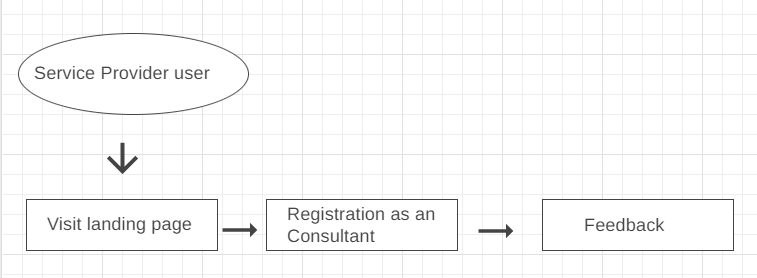 Service Provider user
Visit landing page
Registration as an
Consultant
Feedback